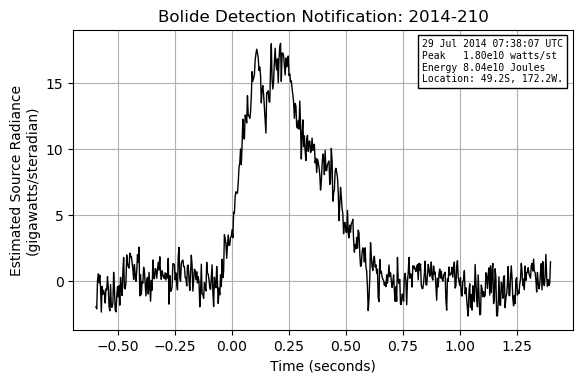 Bolide Detection Notification: 2014-210
29 Jul 2014 07:38:07 UTC
Peak   1.80e10 watts/st
Energy 8.04e10 Joules
Location: 49.2S, 172.2W.
Estimated Source Radiance
(gigawatts/steradian)
15
10
5
0
−0.50 −0.25 0.00 0.25 0.50 0.75 1.00 1.25
Time (seconds)